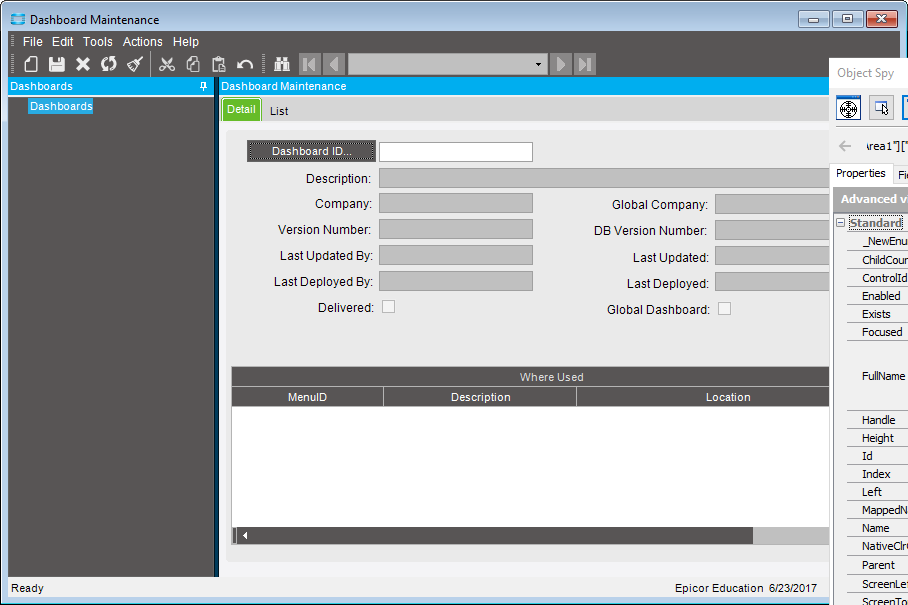 Dashboard Maintenance
File Edit Tools Actions Help
Dashboards
Dashboards
Dashboard Maintenance
Detail List
Dashboard ID...
Description:
Company:
Global Company:
Version Number:
DB Version Number:
Last Updated By:
Last Updated:
Last Deployed By:
Last Deployed:
Delivered:
Global Dashboard:
Where Used
MenuID Description Location
Ready
Epicor Education 6/23/2017
Object Spy
rea1"]["
Properties Fi
Advanced v
Standard
_NewEnu
ChildCour
ControlId
Enabled
Exists
Focused
FullName
Handle
Height
Id
Index
Left
MappedN
Name
NativeClr
Parent
ScreenLef
ScreenTo